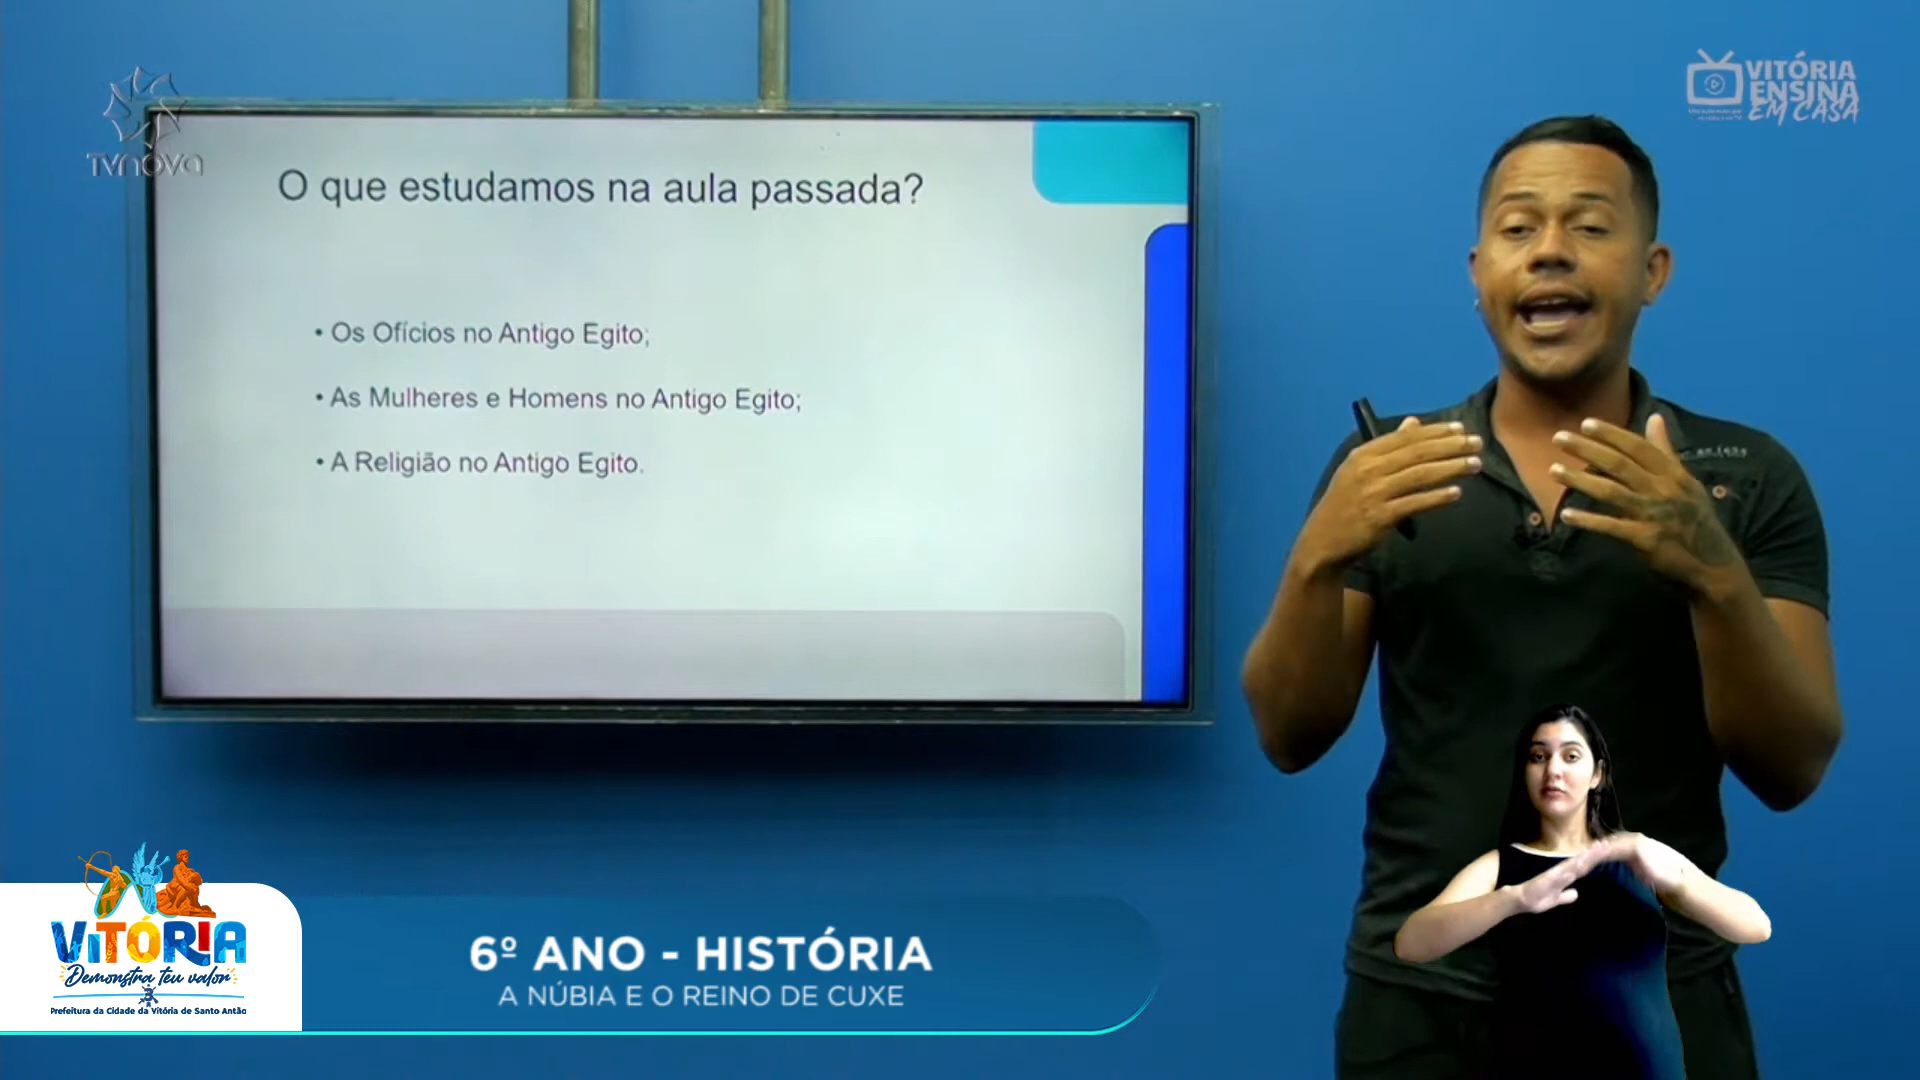 TVNOVA
VITÓRIA
ENSINA
EM CASA
O que estudamos na aula passada?
• Os Ofícios no Antigo Egito;
• As Mulheres e Homens no Antigo Egito;
• A Religião no Antigo Egito.
VITÓRIA
Demonstra teu valor
Prefeitura da Cidade da Vitória de Santo Antão
6º ANO - HISTÓRIA
A NÚBIA E O REINO DE CUXE